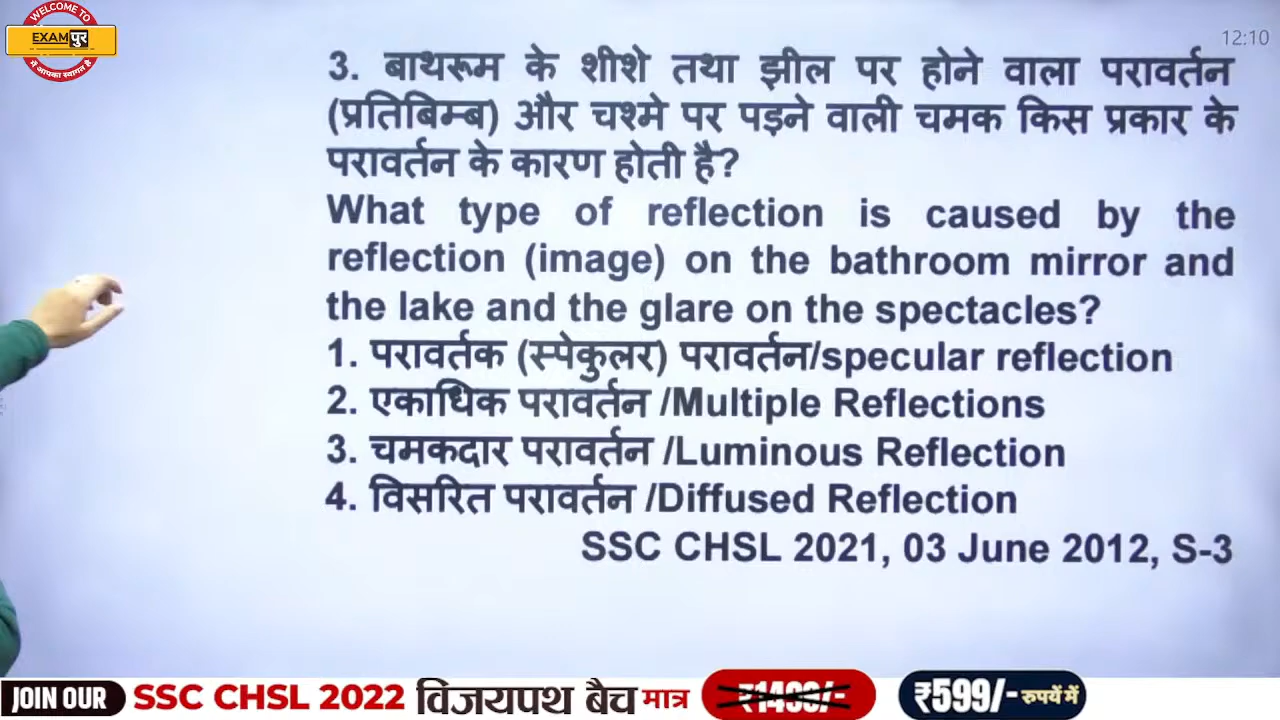 WELCOME TO
EXAMपुर
में आपका स्वागत है
12:10
3. बाथरूम के शीशे तथा झील पर होने वाला परावर्तन
(प्रतिबिम्ब) और चश्मे पर पड़ने वाली चमक किस प्रकार के
परावर्तन के कारण होती है?
What type of reflection is caused by the
reflection (image) on the bathroom mirror and
the lake and the glare on the spectacles?
1. परावर्तक (स्पेकुलर) परावर्तन/specular reflection
2. एकाधिक परावर्तन /Multiple Reflections
3. चमकदार परावर्तन /Luminous Reflection
4. विसरित परावर्तन /Diffused Reflection
SSC CHSL 2021, 03 June 2012, S-3
JOIN OUR SSC CHSL 2022 विजयपथ बैच मात्र ₹1499/- ₹599/- रुपयें में